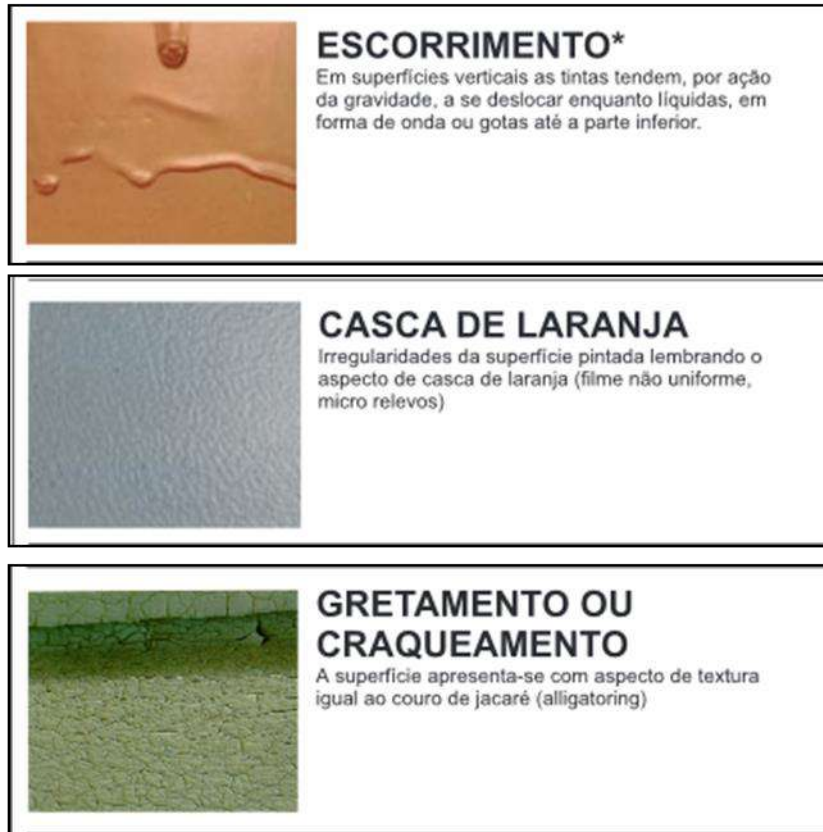 ESCORRIMENTO*
Em superfícies verticais as tintas tendem, por ação
da gravidade, a se deslocar enquanto líquidas, em
forma de onda ou gotas até a parte inferior.
CASCA DE LARANJA
Irregularidades da superfície pintada lembrando o
aspecto de casca de laranja (filme não uniforme,
micro relevos)
GRETAMENTO OU
CRAQUEAMENTO
A superfície apresenta-se com aspecto de textura
igual ao couro de jacaré (alligatoring)